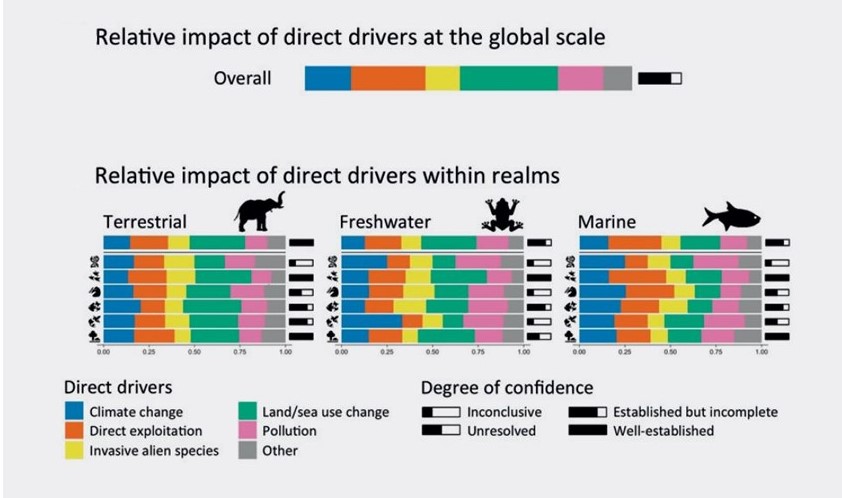 Relative impact of direct drivers at the global scale
Overall
Relative impact of direct drivers within realms
Terrestrial
Freshwater
Marine
0.00 0.25 0.50 0.75 1.00
0.00 0.25 0.50 0.75 1.00
0.00 0.25 0.50 0.75 1.00
Direct drivers
Climate change
Direct exploitation
Invasive alien species
Land/sea use change
Pollution
Other
Degree of confidence
Inconclusive
Unresolved
Established but incomplete
Well-established